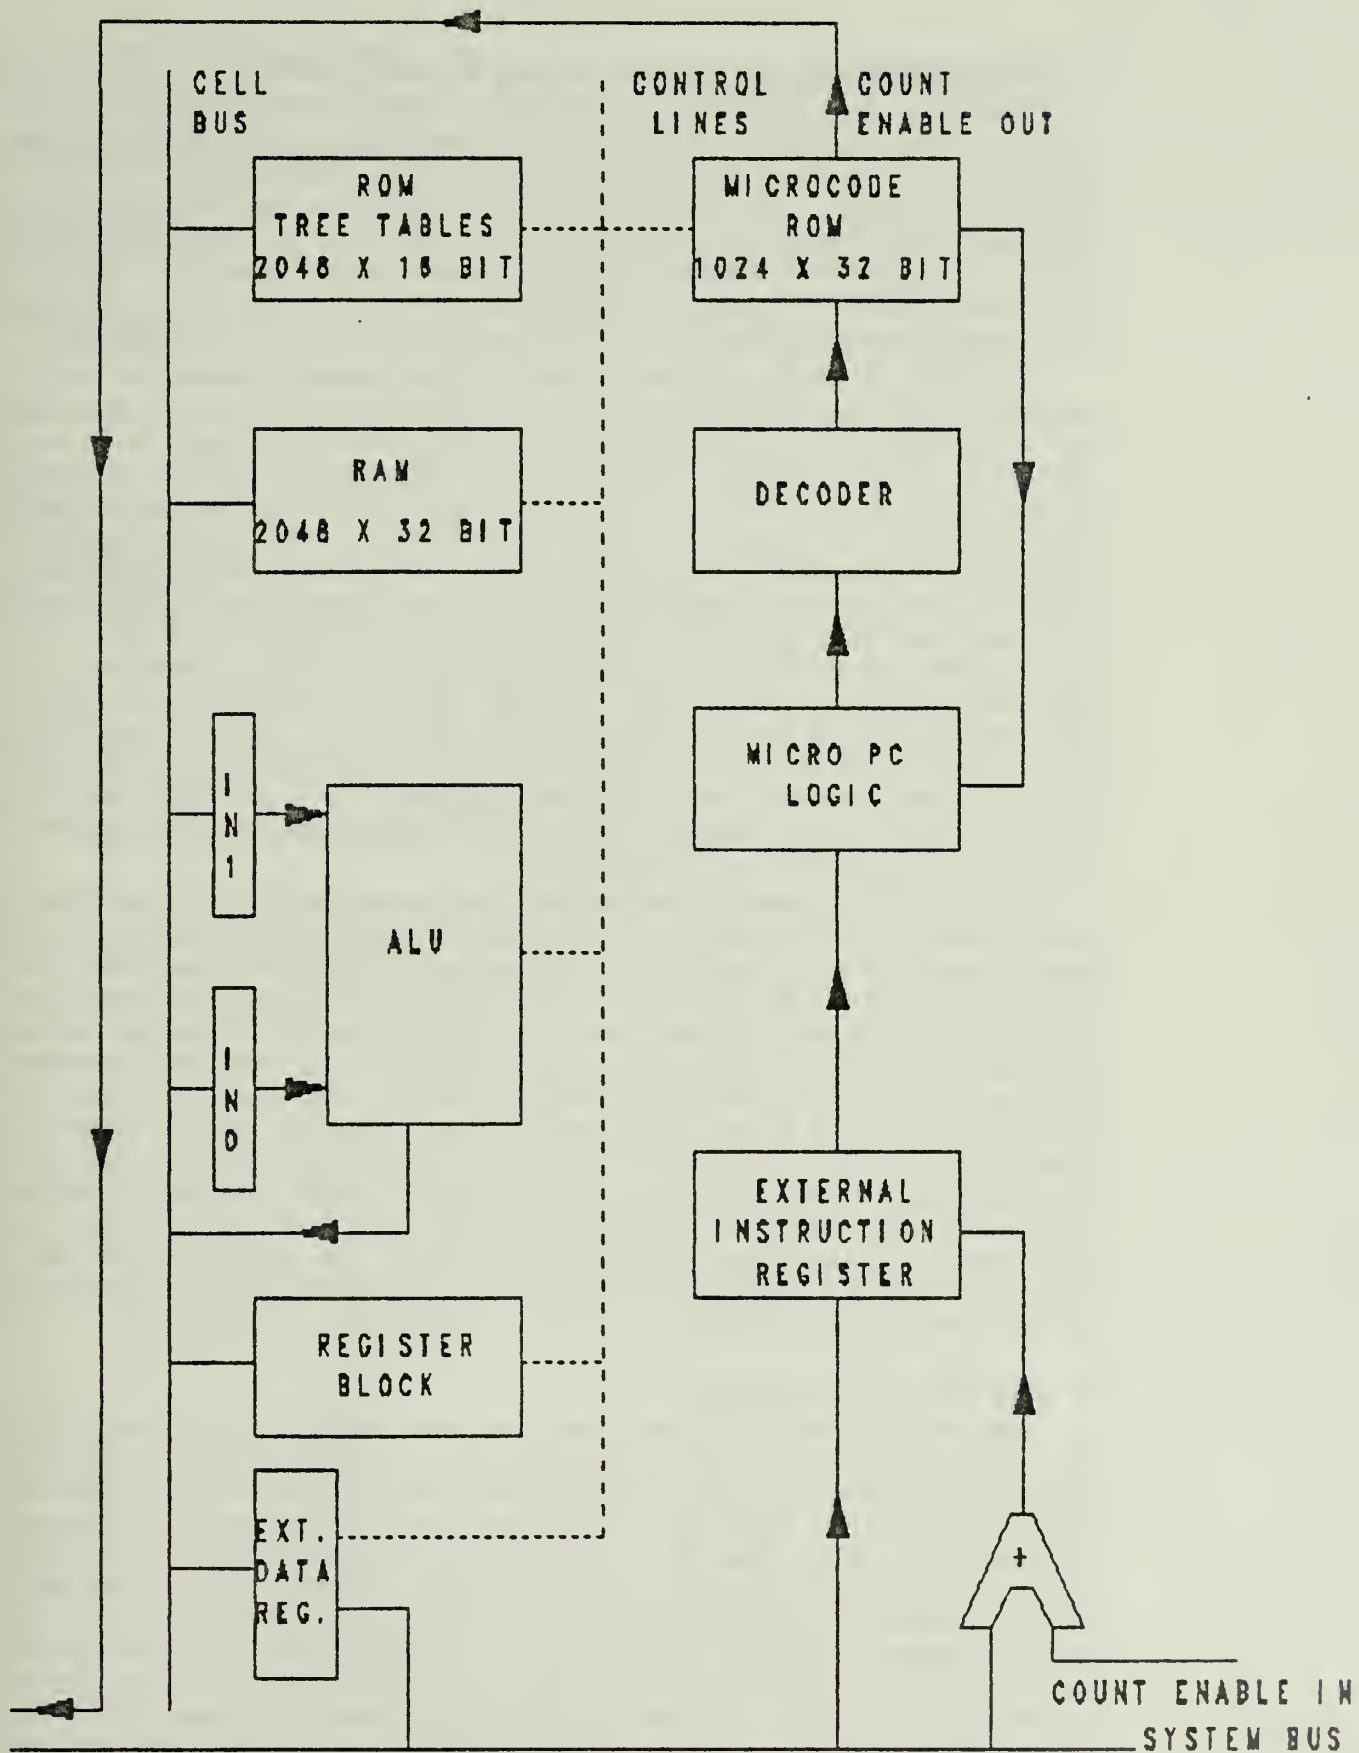 CELL
BUS
CONTROL
LINES
COUNT
ENABLE OUT
ROM
TREE TABLES
2048 X 16 BIT
MICROCODE
ROM
1024 X 32 BIT
RAM
2048 X 32 BIT
DECODER
MICRO PC
LOGIC
IN1
ALU
IN0
EXTERNAL
INSTRUCTION
REGISTER
REGISTER
BLOCK
EXT.
DATA
REG.
+
COUNT ENABLE IN
SYSTEM BUS